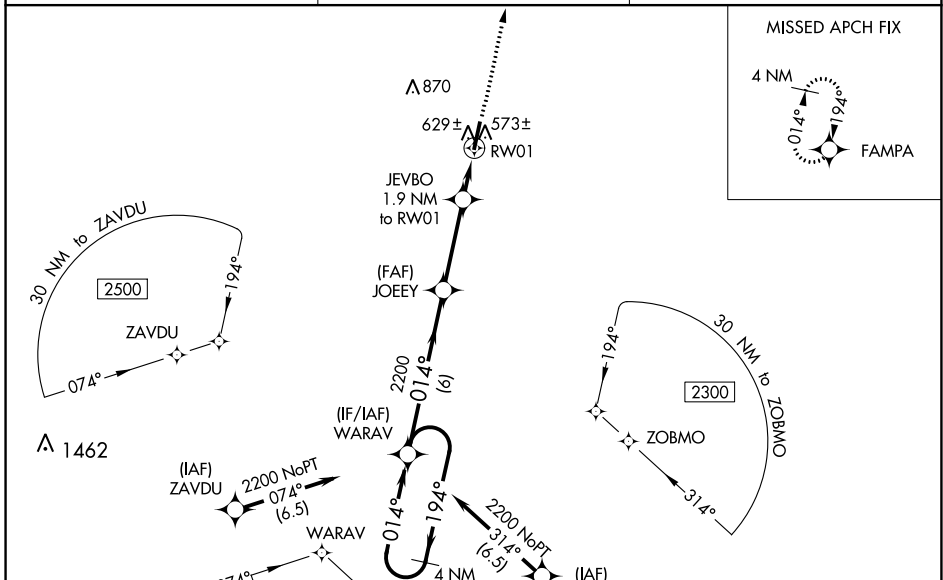 MISSED APCH FIX
4 NM
014°
194°
FAMPA
870
629±
573±
RW01
JEVBO
1.9 NM
to RW01
(FAF)
JOEEY
30 NM to ZAVDU
2500
194°
ZAVDU
074°
2200
014°
(6)
30 NM to ZOBMO
194°
2300
ZOBMO
314°
(IF/IAF)
WARAV
1462
(IAF)
ZAVDU
2200 NoPT
074°
(6.5)
014°
194°
4 NM
2200 NoPT
314°
(6.5)
(IAF)
WARAV